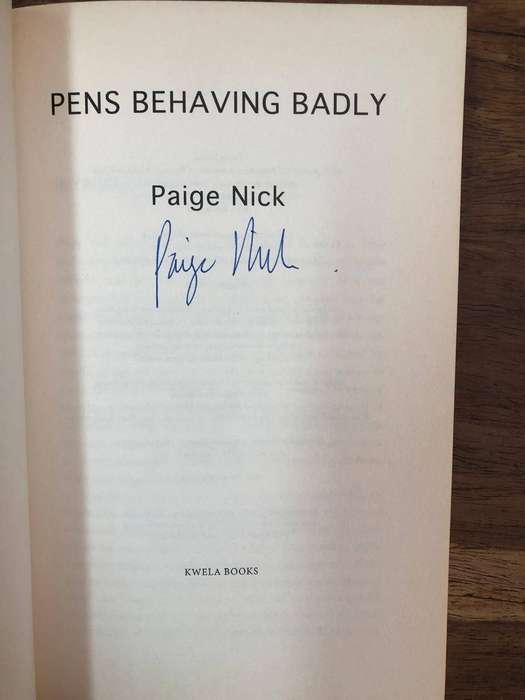 PENS BEHAVING BADLY
Paige Nick
Paige Nick
KWELA BOOKS